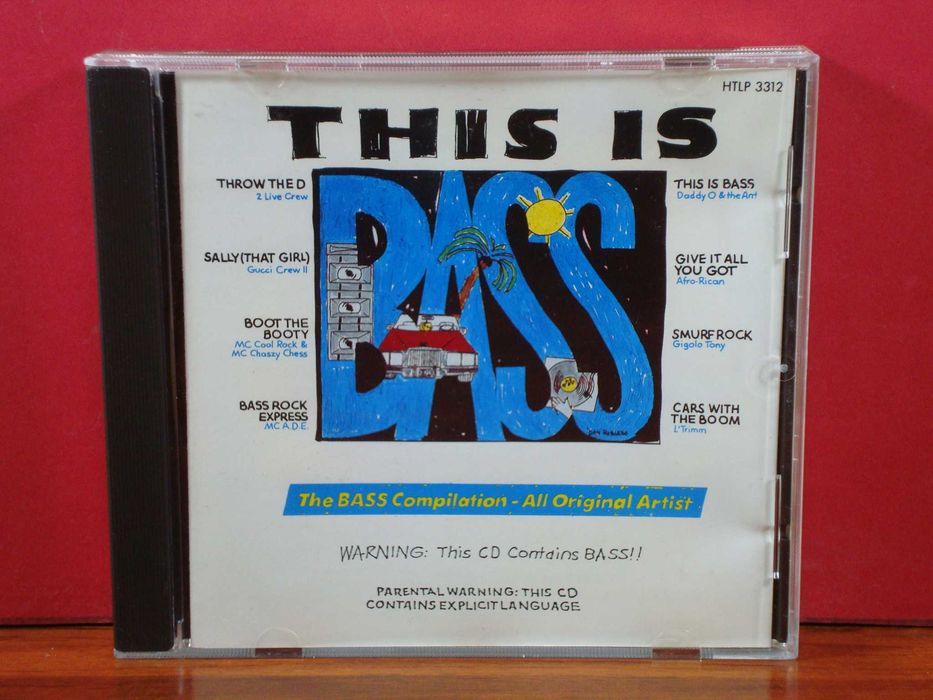 HTLP 3312
THIS IS
BASS
THROW THE D
2 Live Crew
SALLY (THAT GIRL)
Gucci Crew II
BOOT THE
BOOTY
MC Cool Rock &
MC Chaszy Chess
BASS ROCK
EXPRESS
MC A.D.E.
THIS IS BASS
Daddy O & the Ant
GIVE IT ALL
YOU GOT
Afro-Rican
SMURF ROCK
Gigolo Tony
CARS WITH
THE BOOM
L'Trimm
The BASS Compilation - All Original Artist
WARNING: This CD Contains BASS!!
PARENTAL WARNING: THIS CD
CONTAINS EXPLICIT LANGUAGE